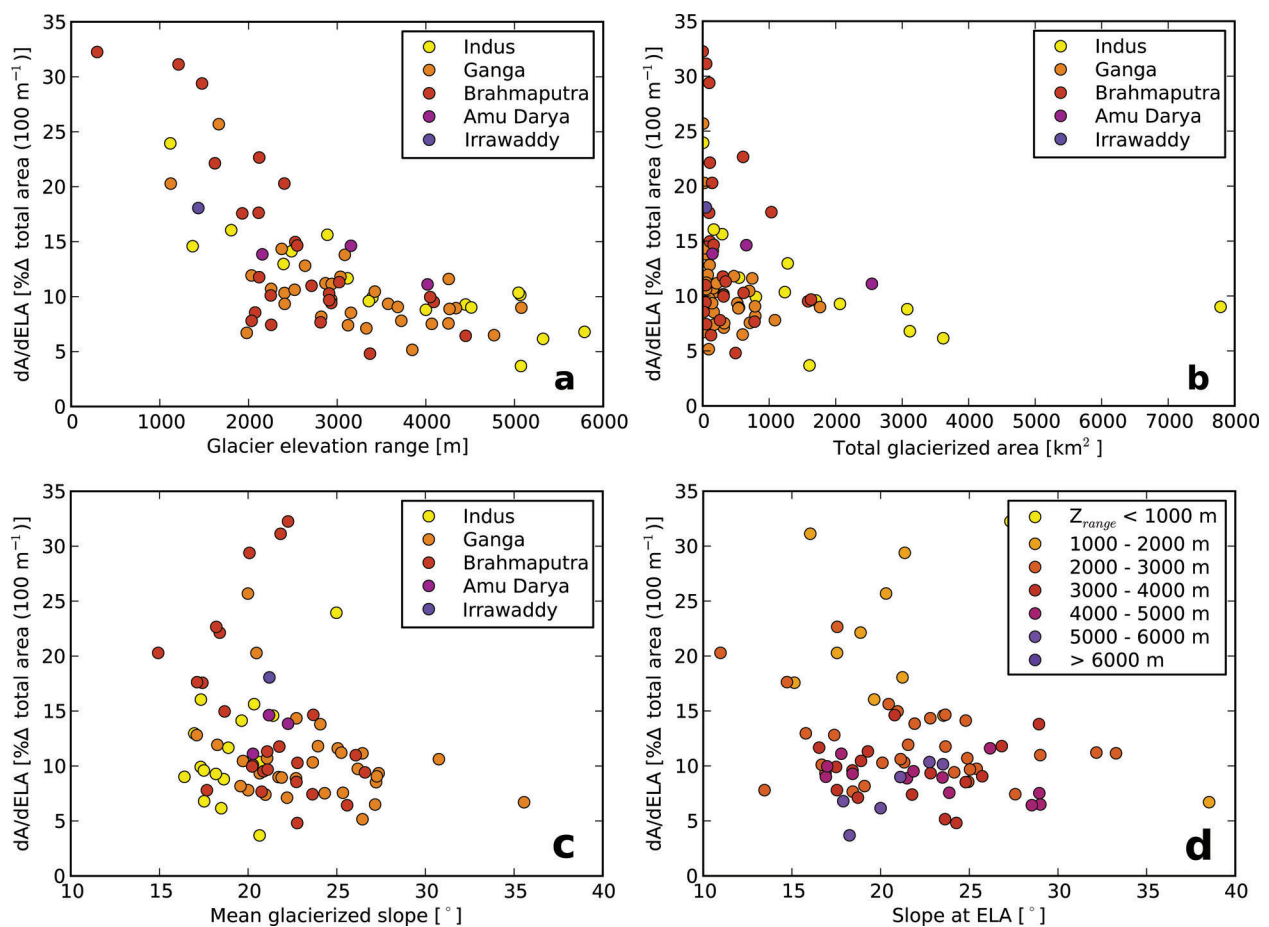 35
30
25
20
15
10
5
0
dA/dELA [%Δ total area (100 m⁻¹)]
Indus
Ganga
Brahmaputra
Amu Darya
Irrawaddy
a
0 1000 2000 3000 4000 5000 6000
Glacier elevation range [m]
35
30
25
20
15
10
5
0
dA/dELA [%Δ total area (100 m⁻¹)]
Indus
Ganga
Brahmaputra
Amu Darya
Irrawaddy
b
0 1000 2000 3000 4000 5000 6000 7000 8000
Total glacierized area [km² ]
35
30
25
20
15
10
5
0
dA/dELA [%Δ total area (100 m⁻¹)]
Indus
Ganga
Brahmaputra
Amu Darya
Irrawaddy
c
10 15 20 25 30 35 40
Mean glacierized slope [°]
35
30
25
20
15
10
5
0
dA/dELA [%Δ total area (100 m⁻¹)]
Zrange < 1000 m
1000 - 2000 m
2000 - 3000 m
3000 - 4000 m
4000 - 5000 m
5000 - 6000 m
> 6000 m
d
10 15 20 25 30 35 40
Slope at ELA [°]